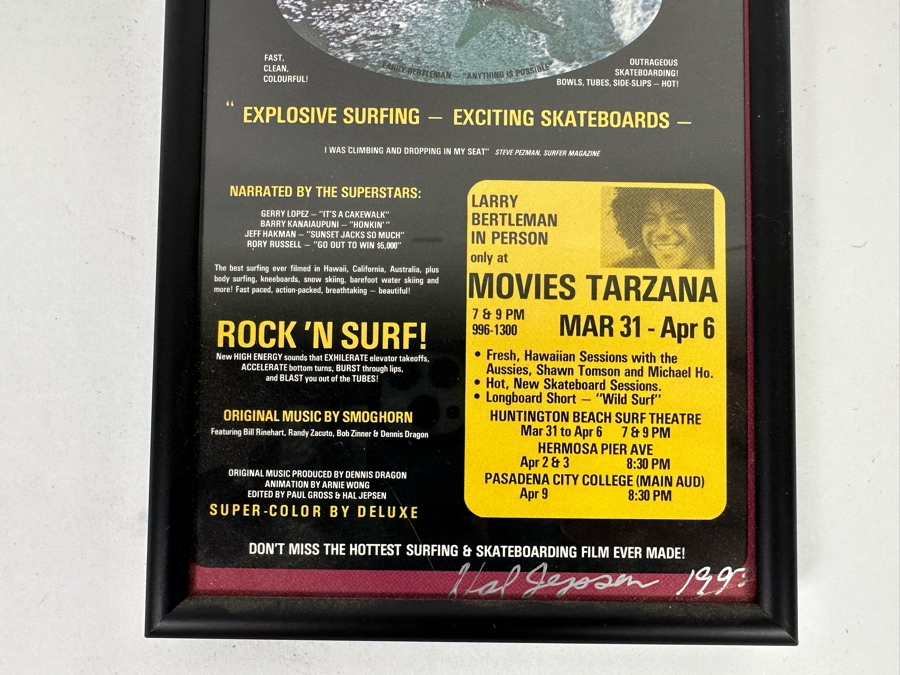 FAST,
CLEAN,
COLOURFUL!
LARRY BERTLEMAN — "ANYTHING IS POSSIBLE"
OUTRAGEOUS
SKATEBOARDING!
BOWLS, TUBES, SIDE-SLIPS — HOT!
“ EXPLOSIVE SURFING — EXCITING SKATEBOARDS —
I WAS CLIMBING AND DROPPING IN MY SEAT” STEVE PEZMAN, SURFER MAGAZINE
NARRATED BY THE SUPERSTARS:
GERRY LOPEZ — "IT'S A CAKEWALK"
BARRY KANAIAUPUNI — "HONKIN'"
JEFF HAKMAN — "SUNSET JACKS SO MUCH"
RORY RUSSELL — "GO OUT TO WIN $5,000"
The best surfing ever filmed in Hawaii, California, Australia, plus
body surfing, kneeboards, snow skiing, barefoot water skiing and
more! Fast paced, action-packed, breathtaking — beautiful!
ROCK 'N SURF!
New HIGH ENERGY sounds that EXHILERATE elevator takeoffs,
ACCELERATE bottom turns, BURST through lips,
and BLAST you out of the TUBES!
ORIGINAL MUSIC BY SMOGHORN
Featuring Bill Rinehart, Randy Zacuto, Bob Zinner & Dennis Dragon
ORIGINAL MUSIC PRODUCED BY DENNIS DRAGON
ANIMATION BY ARNIE WONG
EDITED BY PAUL GROSS & HAL JEPSEN
SUPER-COLOR BY DELUXE
LARRY
BERTLEMAN
IN PERSON
only at
MOVIES TARZANA
7 & 9 PM
996-1300
MAR 31 - Apr 6
• Fresh, Hawaiian Sessions with the
Aussies, Shawn Tomson and Michael Ho.
• Hot, New Skateboard Sessions.
• Longboard Short — "Wild Surf"
HUNTINGTON BEACH SURF THEATRE
Mar 31 to Apr 6 7 & 9 PM
HERMOSA PIER AVE
Apr 2 & 3 8:30 PM
PASADENA CITY COLLEGE (MAIN AUD)
Apr 9 8:30 PM
DON'T MISS THE HOTTEST SURFING & SKATEBOARDING FILM EVER MADE!
Hal Jepsen